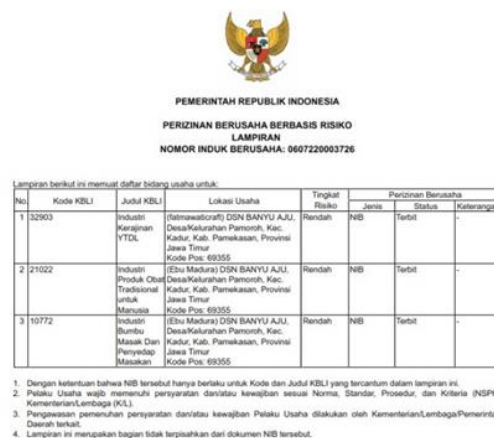 PEMERINTAH REPUBLIK INDONESIA
PERIZINAN BERUSAHA BERBASIS RISIKO
LAMPIRAN
NOMOR INDUK BERUSAHA: 0607220003726
Lampiran berikut ini memuat daftar bidang usaha untuk:
No. Kode KBLI Judul KBLI Lokasi Usaha Tingkat Risiko Perizinan Berusaha
Jenis Status Keterangan
1 32903 Industri Kerajinan YTDL (fatmawaticraft) DSN BANYU AJU, Desa/Kelurahan Pamoroh, Kec. Kadur, Kab. Pamekasan, Provinsi Jawa Timur Kode Pos: 69355 Rendah NIB Terbit -
2 21022 Industri Produk Obat Tradisional untuk Manusia (Ebu Madura) DSN BANYU AJU, Desa/Kelurahan Pamoroh, Kec. Kadur, Kab. Pamekasan, Provinsi Jawa Timur Kode Pos: 69355 Rendah NIB Terbit -
3 10772 Industri Bumbu Masak Dan Penyedap Masakan (Ebu Madura) DSN BANYU AJU, Desa/Kelurahan Pamoroh, Kec. Kadur, Kab. Pamekasan, Provinsi Jawa Timur Kode Pos: 69355 Rendah NIB Terbit -
1. Dengan ketentuan bahwa NIB tersebut hanya berlaku untuk Kode dan Judul KBLI yang tercantum dalam lampiran ini.
2. Pelaku Usaha wajib memenuhi persyaratan dan/atau kewajiban sesuai Norma, Standar, Prosedur, dan Kriteria (NSPK)
Kementerian/Lembaga (K/L).
3. Pengawasan pemenuhan persyaratan dan/atau kewajiban Pelaku Usaha dilakukan oleh Kementerian/Lembaga/Pemerintah
Daerah terkait.
4. Lampiran ini merupakan bagian tidak terpisahkan dari dokumen NIB tersebut.